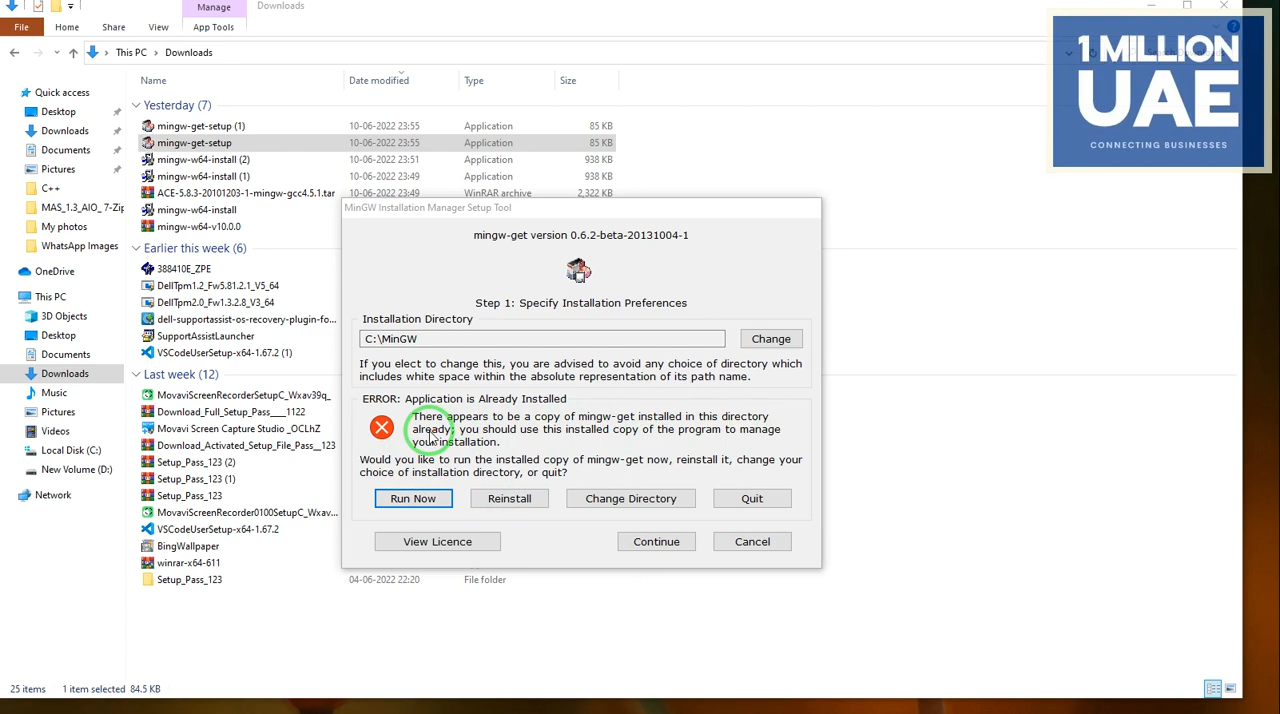 Manage
Downloads
File
Home
Share
View
App Tools
This PC
Downloads
1 MILLION
UAE
CONNECTING BUSINESSES
Name
Date modified
Type
Size
Quick access
Desktop
Downloads
Documents
Pictures
C++
MAS_1.3_AIO_ 7-Zip
My photos
WhatsApp Images
OneDrive
This PC
3D Objects
Desktop
Documents
Downloads
Music
Pictures
Videos
Local Disk (C:)
New Volume (D:)
Network
Yesterday (7)
mingw-get-setup (1) 10-06-2022 23:55 Application 85 KB
mingw-get-setup 10-06-2022 23:55 Application 85 KB
mingw-w64-install (2) 10-06-2022 23:51 Application 938 KB
mingw-w64-install (1) 10-06-2022 23:49 Application 938 KB
ACE-5.8.3-20101203-1-mingw-gcc4.5.1.tar 10-06-2022 23:49 WinRAR archive 2,322 KB
mingw-w64-install
mingw-w64-v10.0.0
Earlier this week (6)
388410E_ZPE
DellTpm1.2_Fw5.81.2.1_V5_64
DellTpm2.0_Fw1.3.2.8_V3_64
dell-supportassist-os-recovery-plugin-fo...
SupportAssistLauncher
VSCodeUserSetup-x64-1.67.2 (1)
Last week (12)
MovaviScreenRecorderSetupC_Wxav39q_
Download_Full_Setup_Pass____1122
Movavi Screen Capture Studio _OCLhZ
Download_Activated_Setup_File_Pass__123
Setup_Pass_123 (2)
Setup_Pass_123 (1)
Setup_Pass_123
MovaviScreenRecorder0100SetupC_Wxav...
VSCodeUserSetup-x64-1.67.2
BingWallpaper
winrar-x64-611
Setup_Pass_123 04-06-2022 22:20 File folder
MinGW Installation Manager Setup Tool
mingw-get version 0.6.2-beta-20131004-1
Step 1: Specify Installation Preferences
Installation Directory
C:\MinGW
Change
If you elect to change this, you are advised to avoid any choice of directory which
includes white space within the absolute representation of its path name.
ERROR: Application is Already Installed
There appears to be a copy of mingw-get installed in this directory
already; you should use this installed copy of the program to manage
your installation.
Would you like to run the installed copy of mingw-get now, reinstall it, change your
choice of installation directory, or quit?
Run Now
Reinstall
Change Directory
Quit
View Licence
Continue
Cancel
25 items
1 item selected 84.5 KB